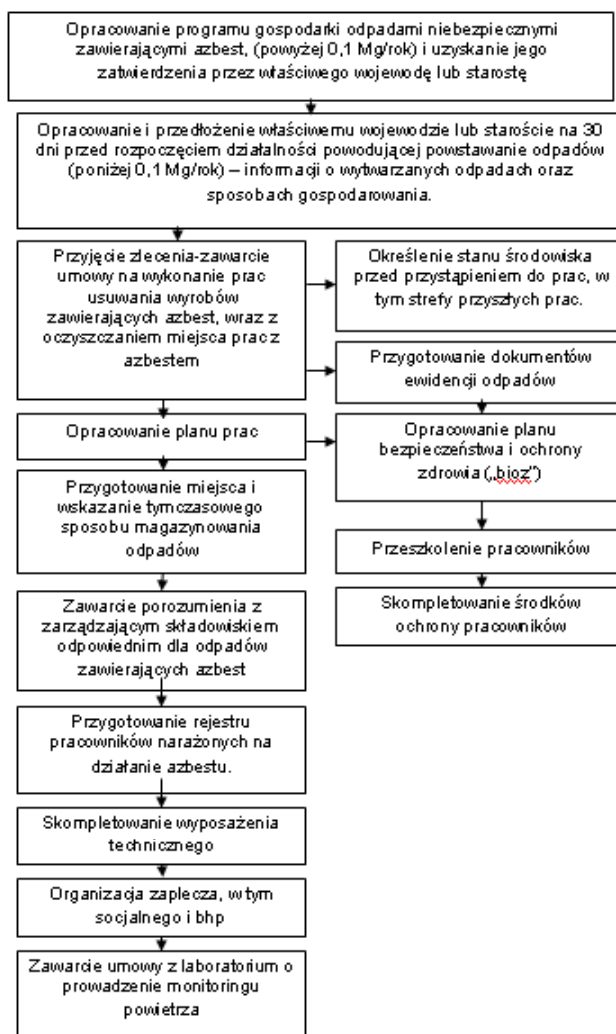 Opracowanie programu gospodarki odpadami niebezpiecznymi
zawierającymi azbest, (powyżej 0,1 Mg/rok) i uzyskanie jego
zatwierdzenia przez właściwego wojewodę lub starostę
Opracowanie i przedłożenie właściwemu wojewodzie lub staroście na 30
dni przed rozpoczęciem działalności powodującej powstawanie odpadów
(poniżej 0,1 Mg/rok) – informacji o wytwarzanych odpadach oraz
sposobach gospodarowania.
Przyjęcie zlecenia-zawarcie
umowy na wykonanie prac
usuwania wyrobów
zawierających azbest, wraz z
oczyszczaniem miejsca prac z
azbestem
Określenie stanu środowiska
przed przystąpieniem do prac, w
tym strefy przyszłych prac.
Przygotowanie dokumentów
ewidencji odpadów
Opracowanie planu prac
Opracowanie planu
bezpieczeństwa i ochrony
zdrowia („bioz”)
Przygotowanie miejsca i
wskazanie tymczasowego
sposobu magazynowania
odpadów
Przeszkolenie pracowników
Zawarcie porozumienia z
zarządzającym składowiskiem
odpowiednim dla odpadów
zawierających azbest
Skompletowanie środków
ochrony pracowników
Przygotowanie rejestru
pracowników narażonych na
działanie azbestu.
Skompletowanie wyposażenia
technicznego
Organizacja zaplecza, w tym
socjalnego i bhp
Zawarcie umowy z laboratorium o
prowadzenie monitoringu
powietrza